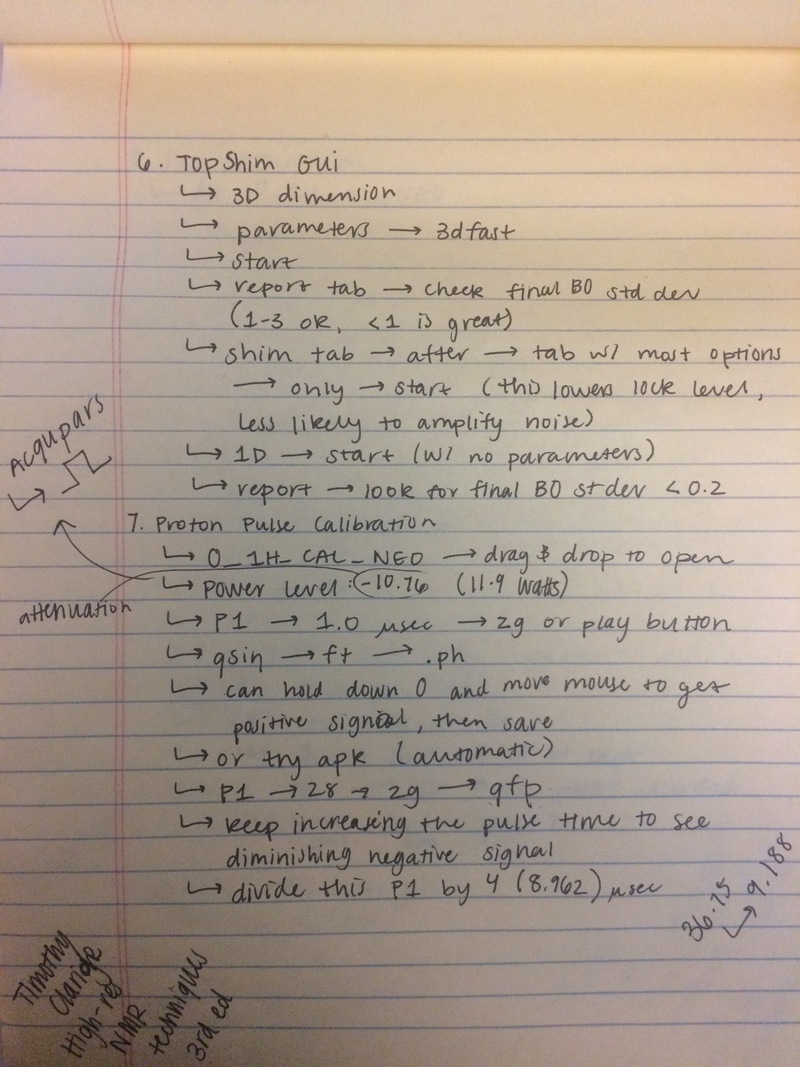 6. TopShim GUI
↳ 3D dimension
↳ parameters → 3dfast
↳ start
↳ report tab → check final B0 std dev
(1-3 ok, <1 is great)
↳ shim tab → after → tab w/ most options
→ only → start (this lowers lock level,
less likely to amplify noise)
↳ 1D → start (w/ no parameters)
↳ report → look for final B0 stdev < 0.2
Acqupars
↳
7. Proton Pulse Calibration
↳ 0_1H_CAL_NEO → drag & drop to open
↳ power level: -10.76 (11.9 Watts)
attenuation
↳ P1 → 1.0 μsec → zg or play button
↳ qsin → ft → .ph
↳ can hold down 0 and move mouse to get
positive signal, then save
↳ or try apk (automatic)
↳ P1 → 28 → zg → qfp
↳ keep increasing the pulse time to see
diminishing negative signal
↳ divide this P1 by 4 (8.962) μsec
36.75
↳ 9.188
Timothy
Claridge
High-res
NMR
techniques
3rd ed